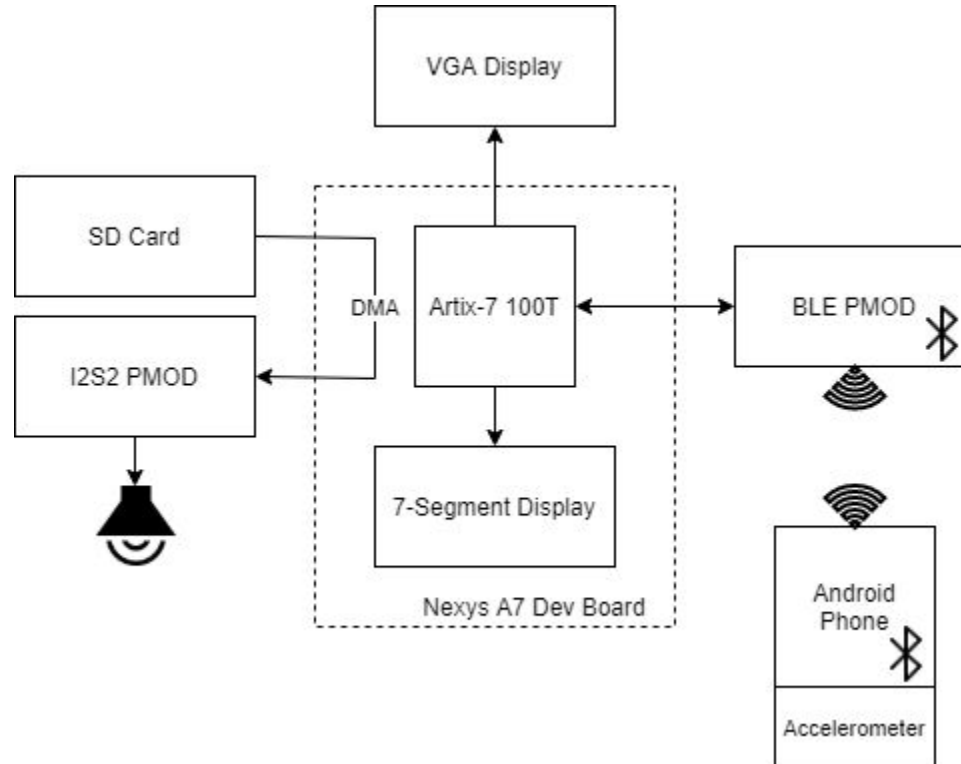 VGA Display
SD Card
DMA
Artix-7 100T
BLE PMOD
I2S2 PMOD
7-Segment Display
Nexys A7 Dev Board
Android
Phone
Accelerometer